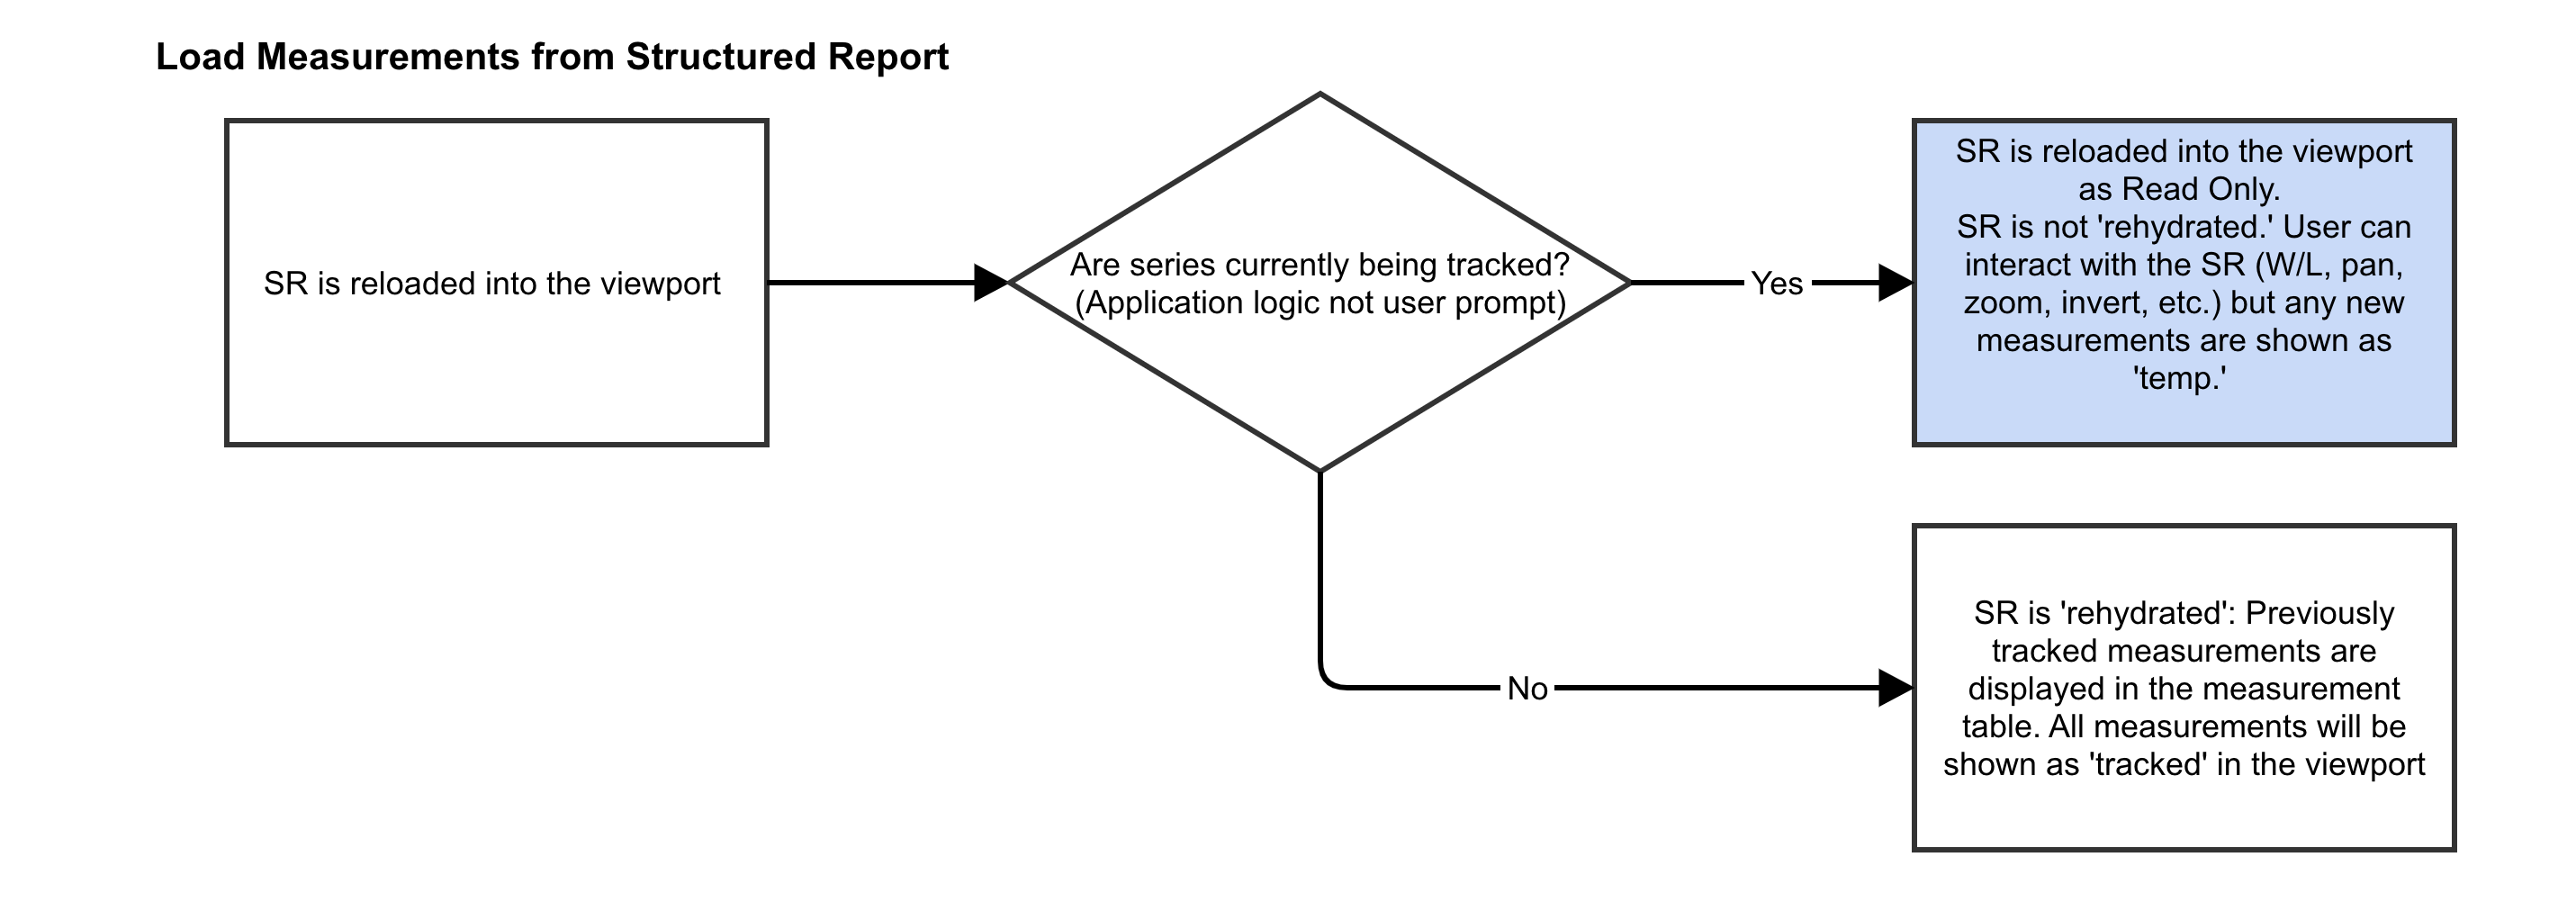 Load Measurements from Structured Report
SR is reloaded into the viewport
Are series currently being tracked?
(Application logic not user prompt)
Yes
SR is reloaded into the viewport
as Read Only.
SR is not 'rehydrated.' User can
interact with the SR (W/L, pan,
zoom, invert, etc.) but any new
measurements are shown as
'temp.'
No
SR is 'rehydrated': Previously
tracked measurements are
displayed in the measurement
table. All measurements will be
shown as 'tracked' in the viewport